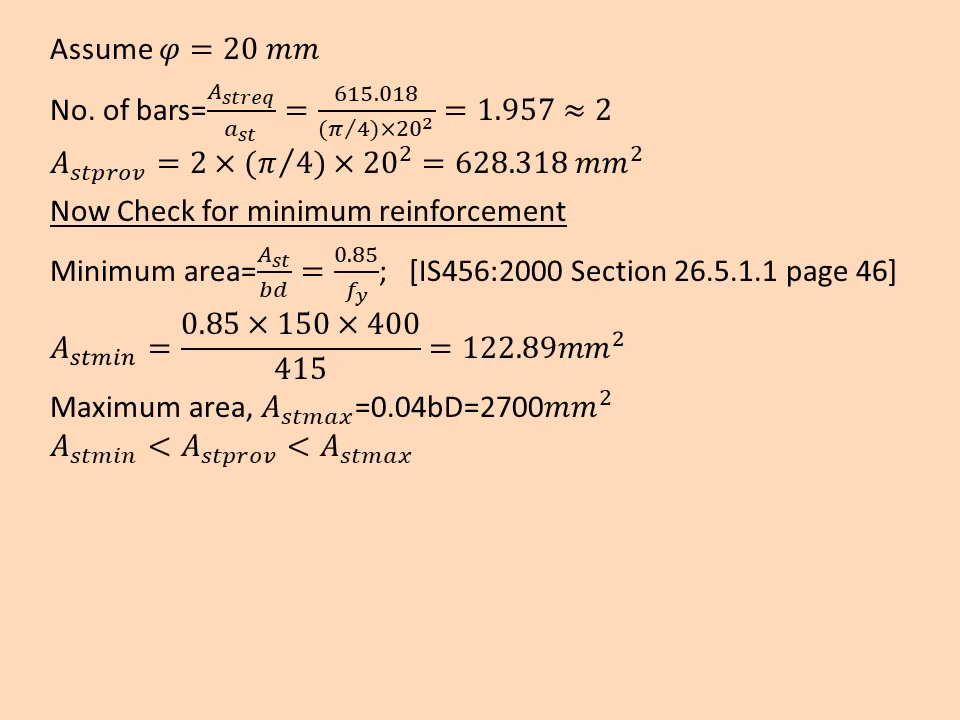 Assume φ = 20 mm
No. of bars=A_streq/a_st = 615.018/((π/4)×20²) = 1.957 ≈ 2
A_stprov = 2 × (π/4) × 20² = 628.318 mm²
Now Check for minimum reinforcement
Minimum area=A_st/bd = 0.85/f_y; [IS456:2000 Section 26.5.1.1 page 46]
A_stmin = (0.85 × 150 × 400)/415 = 122.89mm²
Maximum area, A_stmax=0.04bD=2700mm²
A_stmin < A_stprov < A_stmax